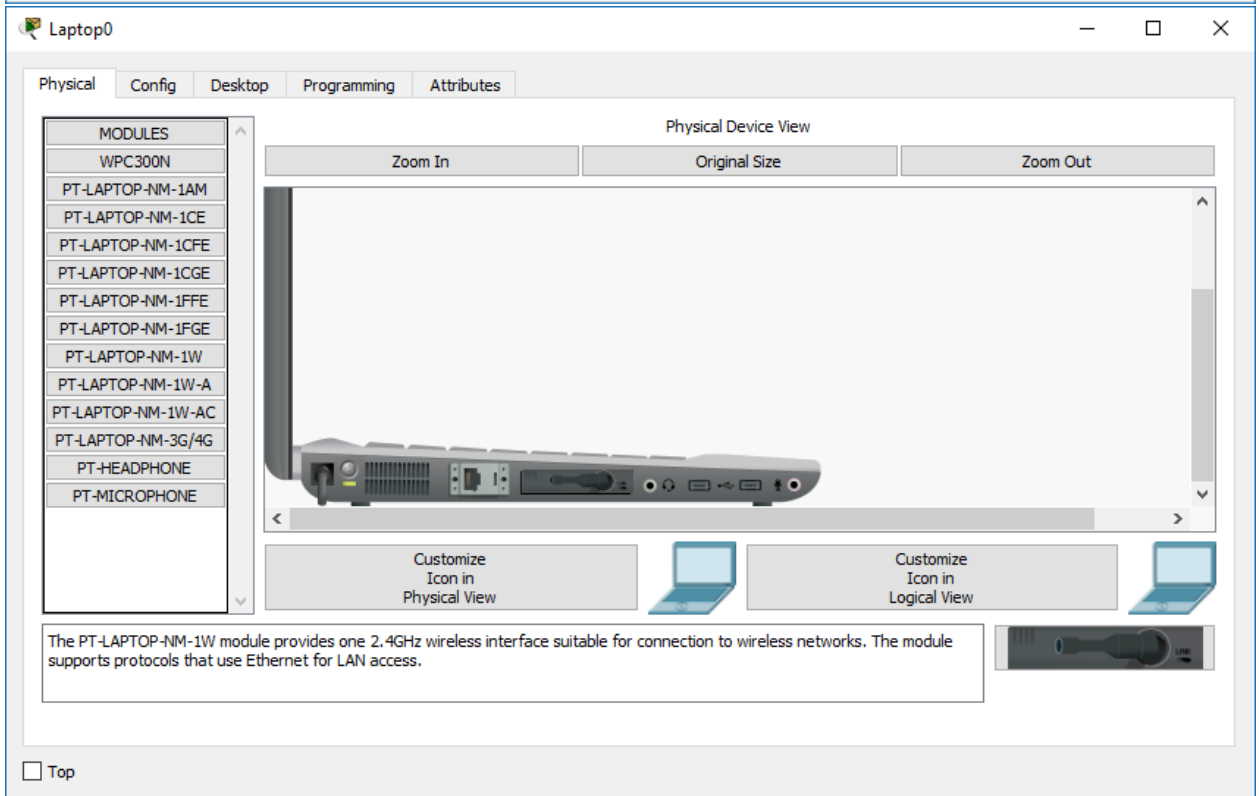 Laptop0
Physical Config Desktop Programming Attributes
MODULES
WPC300N
PT-LAPTOP-NM-1AM
PT-LAPTOP-NM-1CE
PT-LAPTOP-NM-1CFE
PT-LAPTOP-NM-1CGE
PT-LAPTOP-NM-1FFE
PT-LAPTOP-NM-1FGE
PT-LAPTOP-NM-1W
PT-LAPTOP-NM-1W-A
PT-LAPTOP-NM-1W-AC
PT-LAPTOP-NM-3G/4G
PT-HEADPHONE
PT-MICROPHONE
Physical Device View
Zoom In Original Size Zoom Out
Customize
Icon in
Physical View
Customize
Icon in
Logical View
The PT-LAPTOP-NM-1W module provides one 2.4GHz wireless interface suitable for connection to wireless networks. The module
supports protocols that use Ethernet for LAN access.
LINK
Top